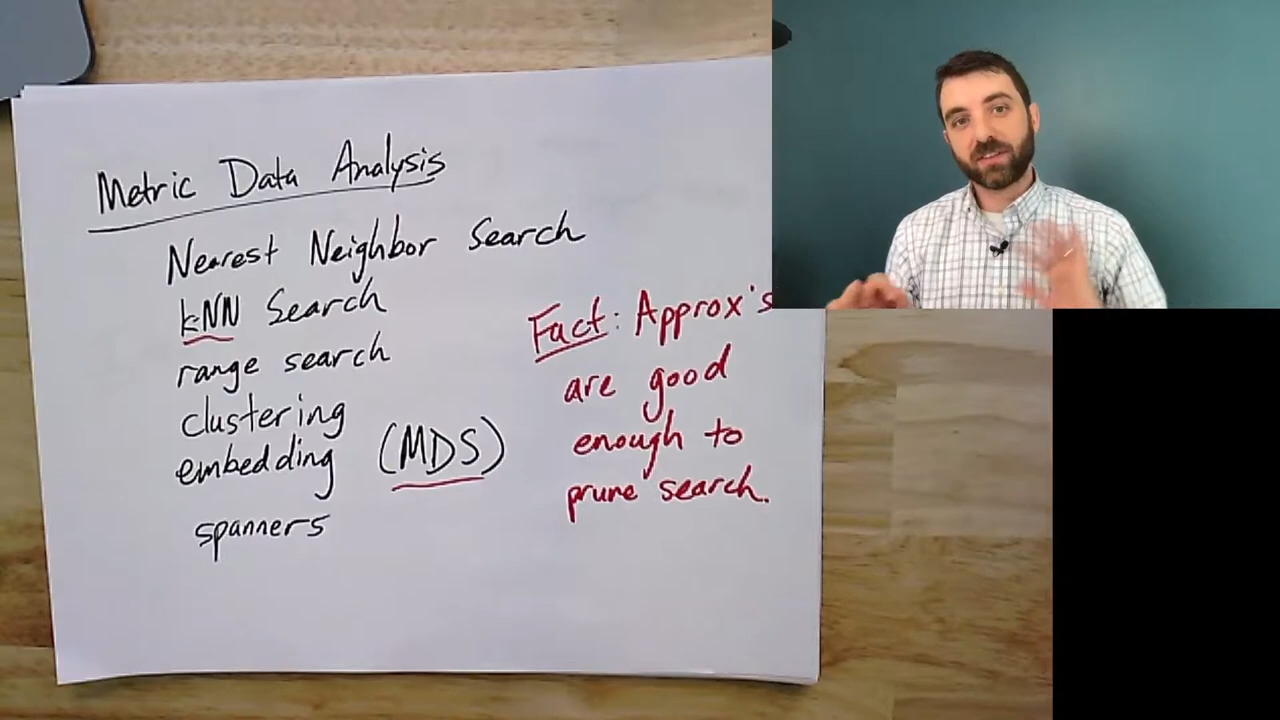 Metric Data Analysis
Nearest Neighbor Search
kNN Search
range search
clustering
embedding (MDS)
spanners
Fact: Approx's
are good
enough to
prune search.